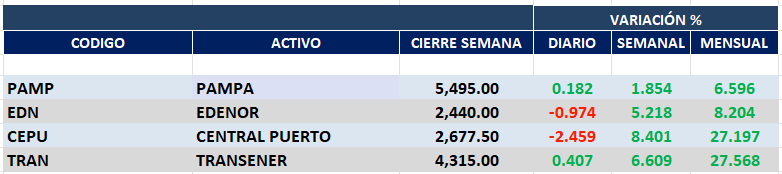 VARIACIÓN %
CODIGO ACTIVO CIERRE SEMANA DIARIO SEMANAL MENSUAL
PAMP PAMPA 5,495.00 0.182 1.854 6.596
EDN EDENOR 2,440.00 -0.974 5.218 8.204
CEPU CENTRAL PUERTO 2,677.50 -2.459 8.401 27.197
TRAN TRANSENER 4,315.00 0.407 6.609 27.568